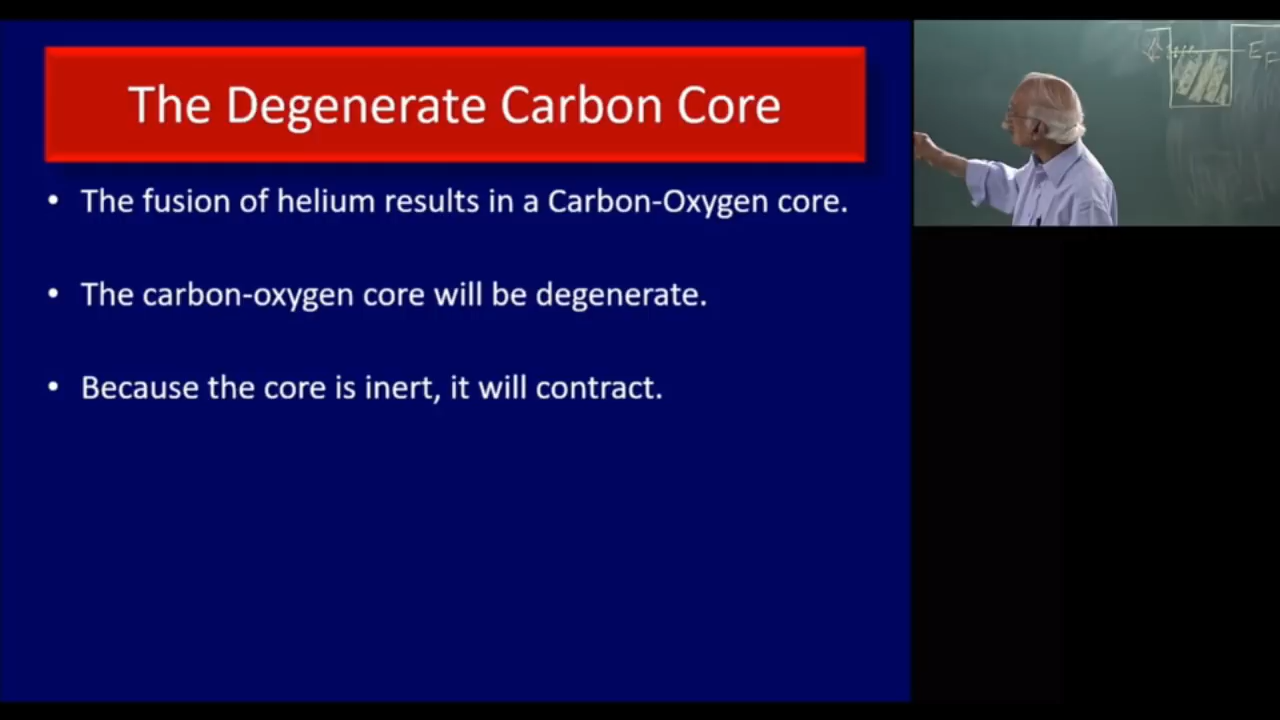 The Degenerate Carbon Core
• The fusion of helium results in a Carbon-Oxygen core.
• The carbon-oxygen core will be degenerate.
• Because the core is inert, it will contract.
E_F